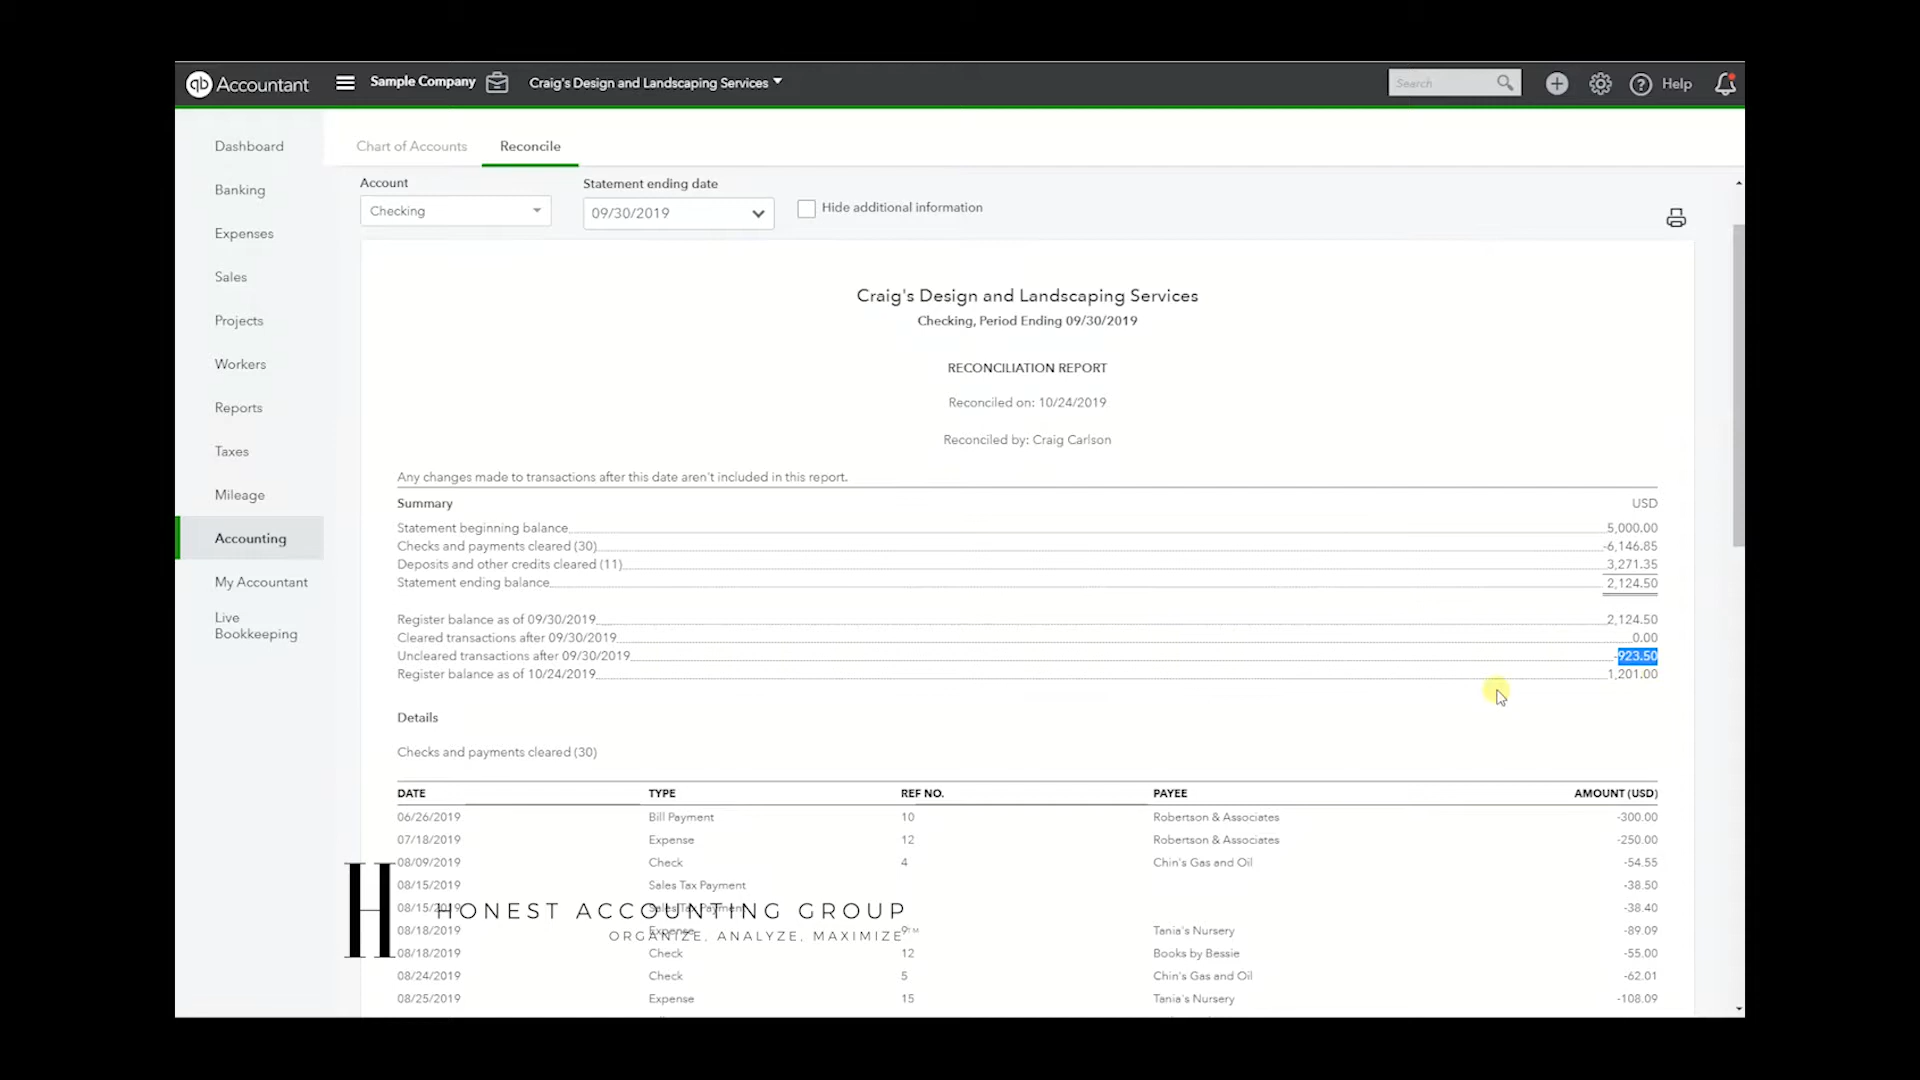 qb Accountant Sample Company Craig's Design and Landscaping Services Search Help
Dashboard
Banking
Expenses
Sales
Projects
Workers
Reports
Taxes
Mileage
Accounting
My Accountant
Live
Bookkeeping
Chart of Accounts Reconcile
Account Statement ending date
Checking 09/30/2019 Hide additional information
Craig's Design and Landscaping Services
Checking, Period Ending 09/30/2019
RECONCILIATION REPORT
Reconciled on: 10/24/2019
Reconciled by: Craig Carlson
Any changes made to transactions after this date aren't included in this report.
Summary USD
Statement beginning balance 5,000.00
Checks and payments cleared (30) -6,146.85
Deposits and other credits cleared (11) 3,271.35
Statement ending balance 2,124.50
Register balance as of 09/30/2019 2,124.50
Cleared transactions after 09/30/2019 0.00
Uncleared transactions after 09/30/2019 -923.50
Register balance as of 10/24/2019 1,201.00
Details
Checks and payments cleared (30)
DATE TYPE REF NO. PAYEE AMOUNT (USD)
06/26/2019 Bill Payment 10 Robertson & Associates -300.00
07/18/2019 Expense 12 Robertson & Associates -250.00
08/09/2019 Check 4 Chin's Gas and Oil -54.55
08/15/2019 Sales Tax Payment -38.50
08/15/2019 Sales Tax Payment -38.40
08/18/2019 Expense 9 Tania's Nursery -89.09
08/18/2019 Check 12 Books by Bessie -55.00
08/24/2019 Check 5 Chin's Gas and Oil -62.01
08/25/2019 Expense 15 Tania's Nursery -108.09
H HONEST ACCOUNTING GROUP
ORGANIZE. ANALYZE. MAXIMIZE™